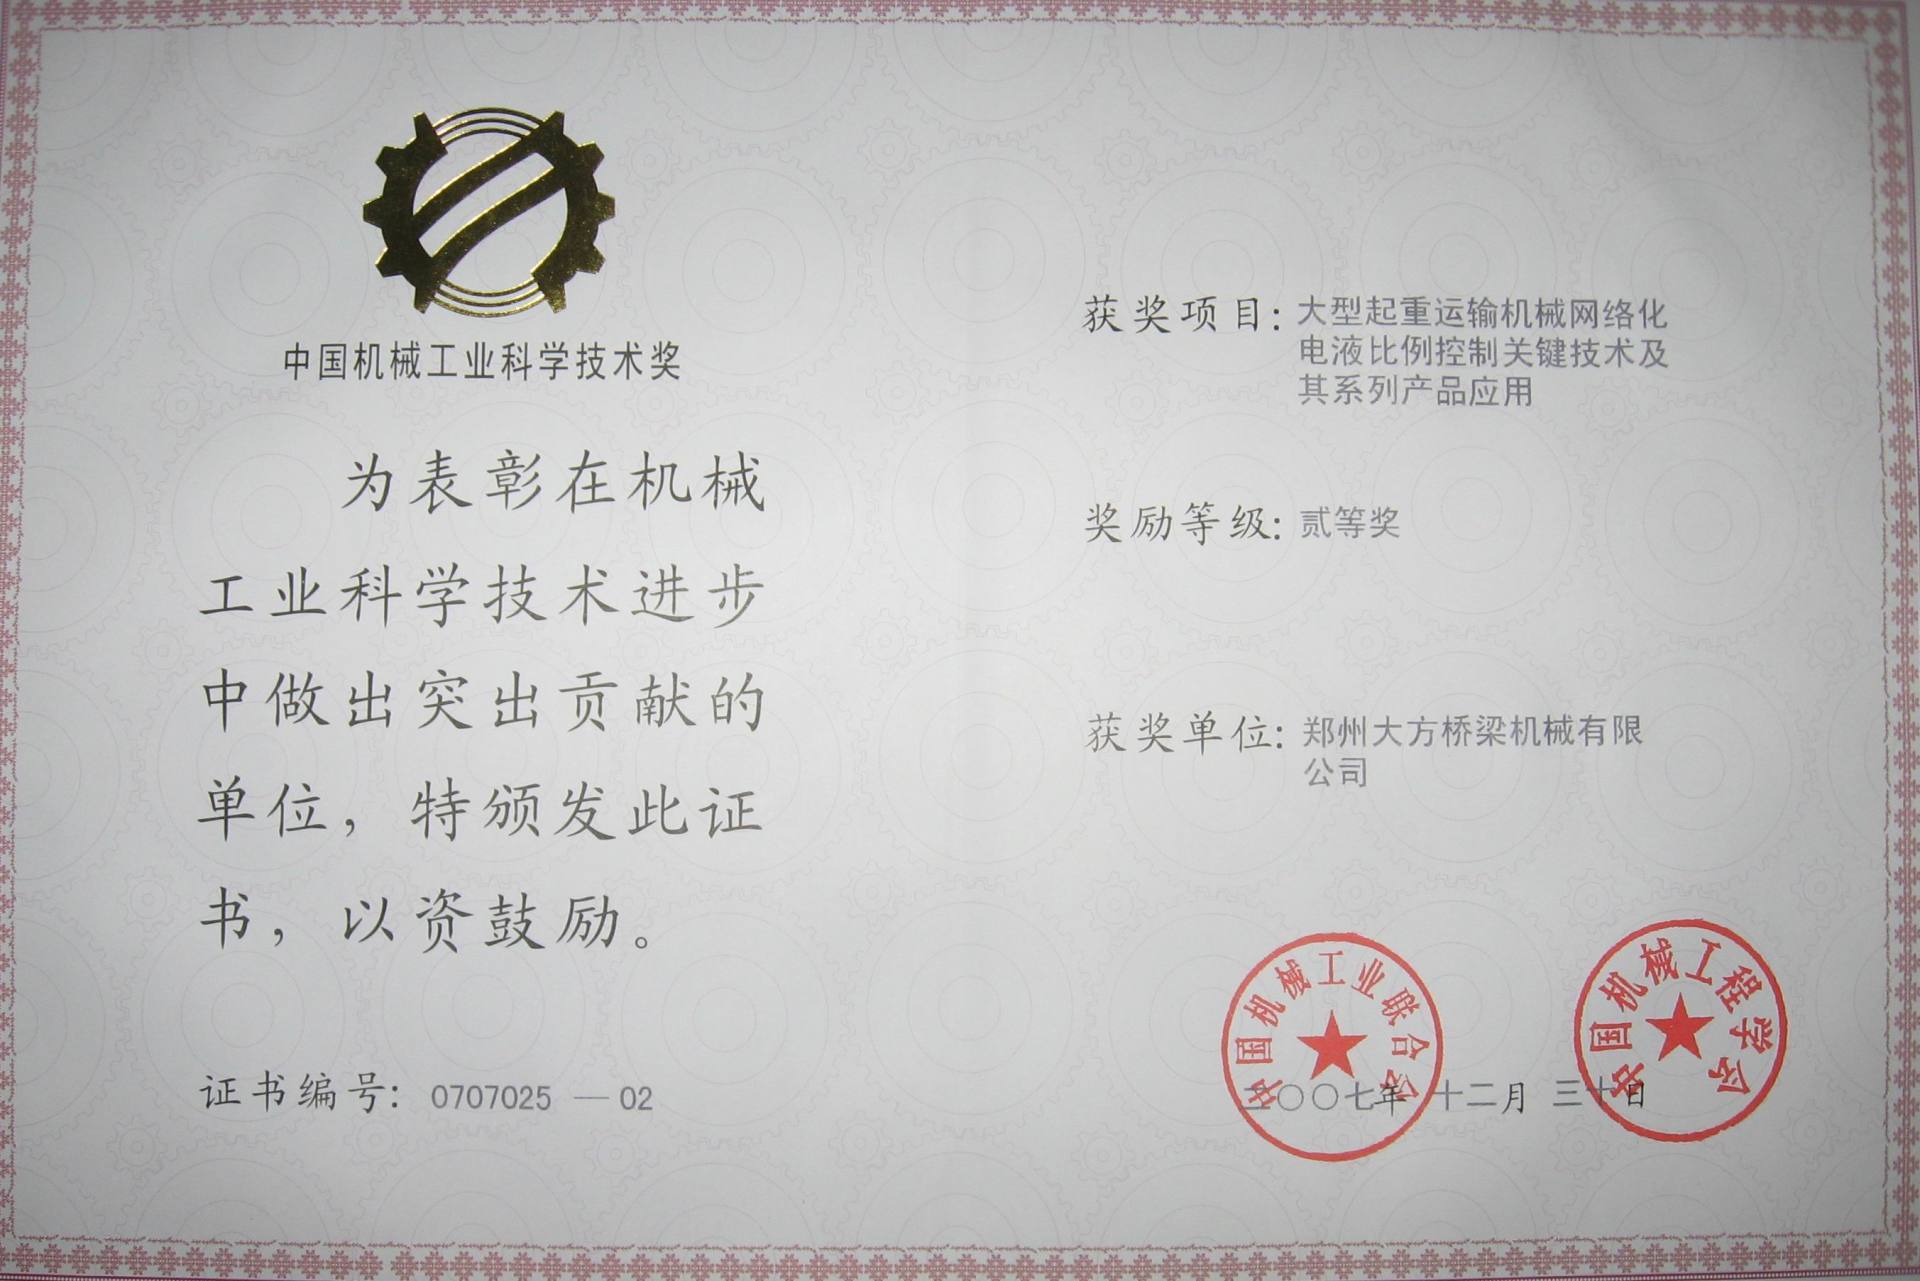 中国机械工业科学技术奖
为表彰在机械
工业科学技术进步
中做出突出贡献的
单位，特颁发此证
书，以资鼓励。
证书编号：0707025 — 02
获奖项目：大型起重运输机械网络化
电液比例控制关键技术及
其系列产品应用
奖励等级：贰等奖
获奖单位：郑州大方桥梁机械有限
公司
中国机械工业联合会
中国机械工程学会
二〇〇七年 十二月 三十日